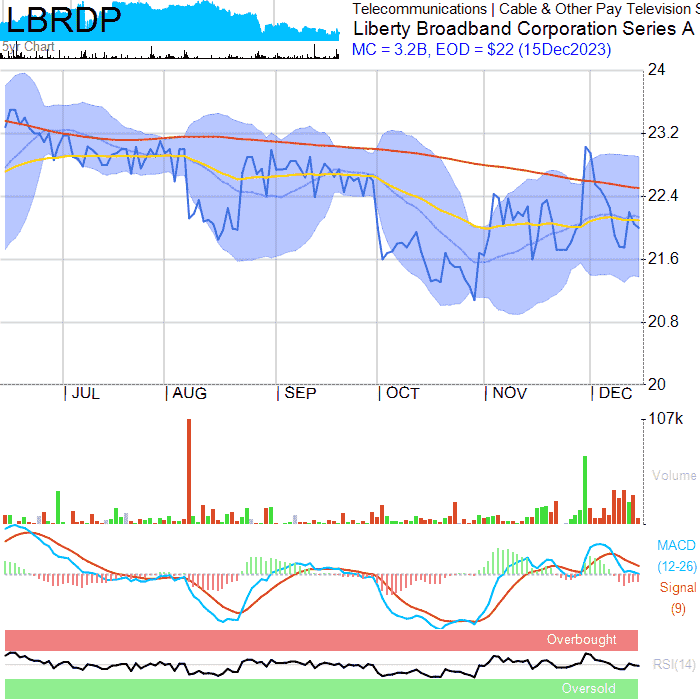 LBRDP
5yr Chart
Telecommunications | Cable & Other Pay Television S
Liberty Broadband Corporation Series A
MC = 3.2B, EOD = $22 (15Dec2023)
24
23.2
22.4
21.6
20.8
20
| JUL | AUG | SEP | OCT | NOV | DEC
107k
Volume
MACD
(12-26)
Signal
(9)
Overbought
RSI(14)
Oversold